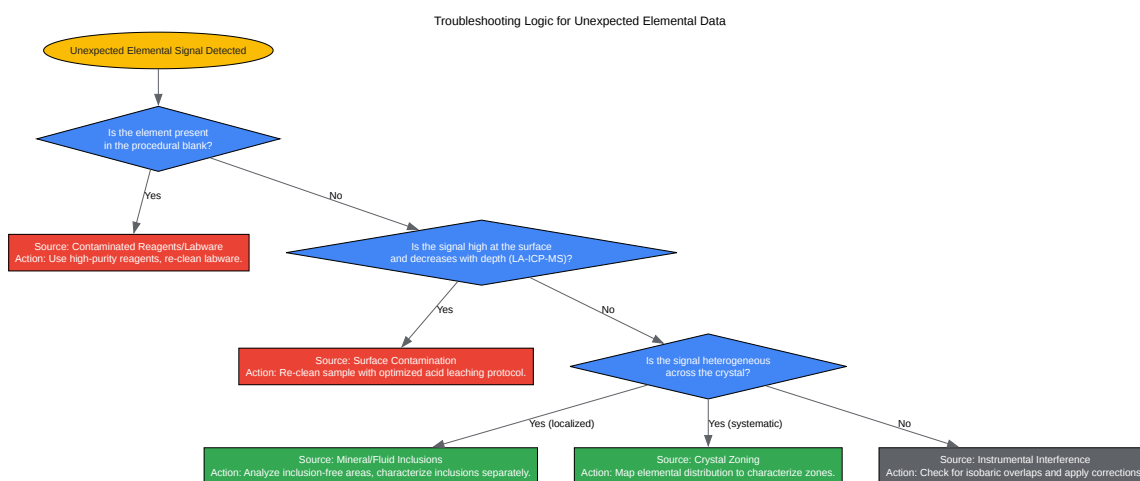 Troubleshooting Logic for Unexpected Elemental Data
Unexpected Elemental Signal Detected
Is the element present
in the procedural blank?
Yes
No
Source: Contaminated Reagents/Labware
Action: Use high-purity reagents, re-clean labware.
Is the signal high at the surface
and decreases with depth (LA-ICP-MS)?
Yes
No
Source: Surface Contamination
Action: Re-clean sample with optimized acid leaching protocol.
Is the signal heterogeneous
across the crystal?
Yes (localized)
Yes (systematic)
No
Source: Mineral/Fluid Inclusions
Action: Analyze inclusion-free areas, characterize inclusions separately.
Source: Crystal Zoning
Action: Map elemental distribution to characterize zones.
Source: Instrumental Interference
Action: Check for isobaric overlaps and apply corrections